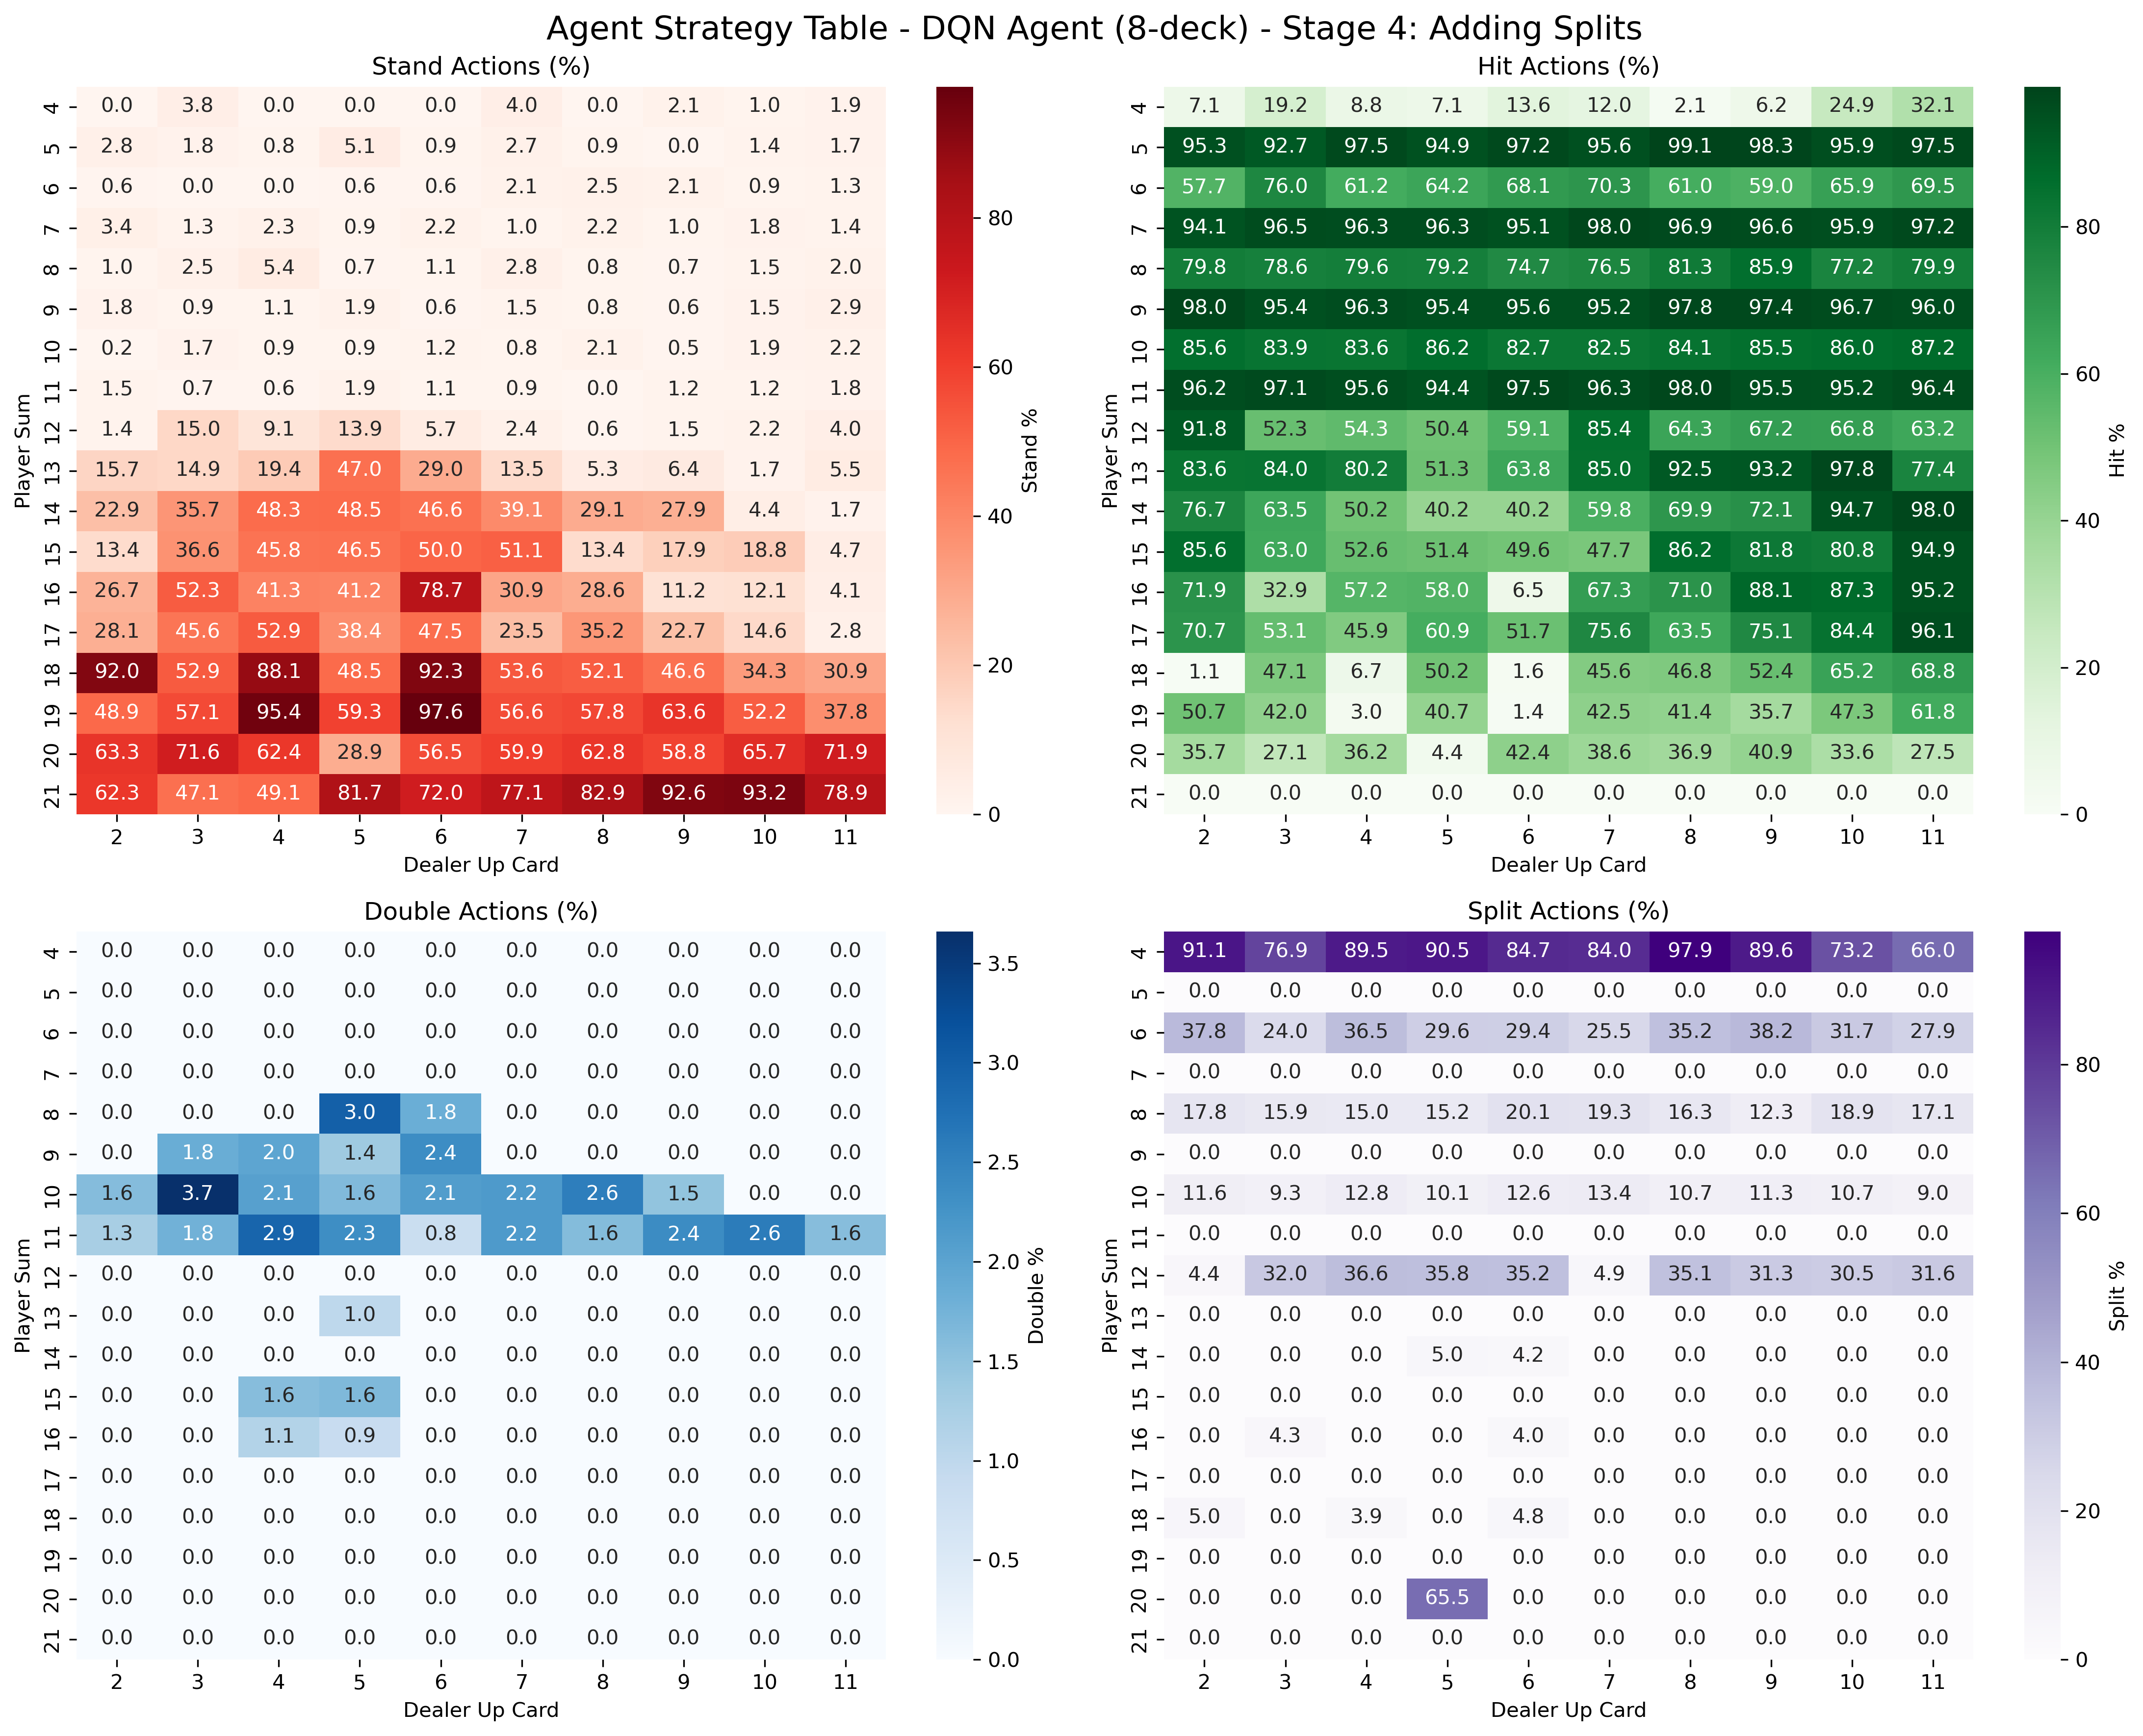 Agent Strategy Table - DQN Agent (8-deck) - Stage 4: Adding Splits
Stand Actions (%)
4 0.0 3.8 0.0 0.0 0.0 4.0 0.0 2.1 1.0 1.9
5 2.8 1.8 0.8 5.1 0.9 2.7 0.9 0.0 1.4 1.7
6 0.6 0.0 0.0 0.6 0.6 2.1 2.5 2.1 0.9 1.3
7 3.4 1.3 2.3 0.9 2.2 1.0 2.2 1.0 1.8 1.4
8 1.0 2.5 5.4 0.7 1.1 2.8 0.8 0.7 1.5 2.0
9 1.8 0.9 1.1 1.9 0.6 1.5 0.8 0.6 1.5 2.9
10 0.2 1.7 0.9 0.9 1.2 0.8 2.1 0.5 1.9 2.2
11 1.5 0.7 0.6 1.9 1.1 0.9 0.0 1.2 1.2 1.8
12 1.4 15.0 9.1 13.9 5.7 2.4 0.6 1.5 2.2 4.0
13 15.7 14.9 19.4 47.0 29.0 13.5 5.3 6.4 1.7 5.5
14 22.9 35.7 48.3 48.5 46.6 39.1 29.1 27.9 4.4 1.7
15 13.4 36.6 45.8 46.5 50.0 51.1 13.4 17.9 18.8 4.7
16 26.7 52.3 41.3 41.2 78.7 30.9 28.6 11.2 12.1 4.1
17 28.1 45.6 52.9 38.4 47.5 23.5 35.2 22.7 14.6 2.8
18 92.0 52.9 88.1 48.5 92.3 53.6 52.1 46.6 34.3 30.9
19 48.9 57.1 95.4 59.3 97.6 56.6 57.8 63.6 52.2 37.8
20 63.3 71.6 62.4 28.9 56.5 59.9 62.8 58.8 65.7 71.9
21 62.3 47.1 49.1 81.7 72.0 77.1 82.9 92.6 93.2 78.9
2 3 4 5 6 7 8 9 10 11
Dealer Up Card
Player Sum
80
60
40
20
0
Stand %
Hit Actions (%)
4 7.1 19.2 8.8 7.1 13.6 12.0 2.1 6.2 24.9 32.1
5 95.3 92.7 97.5 94.9 97.2 95.6 99.1 98.3 95.9 97.5
6 57.7 76.0 61.2 64.2 68.1 70.3 61.0 59.0 65.9 69.5
7 94.1 96.5 96.3 96.3 95.1 98.0 96.9 96.6 95.9 97.2
8 79.8 78.6 79.6 79.2 74.7 76.5 81.3 85.9 77.2 79.9
9 98.0 95.4 96.3 95.4 95.6 95.2 97.8 97.4 96.7 96.0
10 85.6 83.9 83.6 86.2 82.7 82.5 84.1 85.5 86.0 87.2
11 96.2 97.1 95.6 94.4 97.5 96.3 98.0 95.5 95.2 96.4
12 91.8 52.3 54.3 50.4 59.1 85.4 64.3 67.2 66.8 63.2
13 83.6 84.0 80.2 51.3 63.8 85.0 92.5 93.2 97.8 77.4
14 76.7 63.5 50.2 40.2 40.2 59.8 69.9 72.1 94.7 98.0
15 85.6 63.0 52.6 51.4 49.6 47.7 86.2 81.8 80.8 94.9
16 71.9 32.9 57.2 58.0 6.5 67.3 71.0 88.1 87.3 95.2
17 70.7 53.1 45.9 60.9 51.7 75.6 63.5 75.1 84.4 96.1
18 1.1 47.1 6.7 50.2 1.6 45.6 46.8 52.4 65.2 68.8
19 50.7 42.0 3.0 40.7 1.4 42.5 41.4 35.7 47.3 61.8
20 35.7 27.1 36.2 4.4 42.4 38.6 36.9 40.9 33.6 27.5
21 0.0 0.0 0.0 0.0 0.0 0.0 0.0 0.0 0.0 0.0
2 3 4 5 6 7 8 9 10 11
Dealer Up Card
Player Sum
80
60
40
20
0
Hit %
Double Actions (%)
4 0.0 0.0 0.0 0.0 0.0 0.0 0.0 0.0 0.0 0.0
5 0.0 0.0 0.0 0.0 0.0 0.0 0.0 0.0 0.0 0.0
6 0.0 0.0 0.0 0.0 0.0 0.0 0.0 0.0 0.0 0.0
7 0.0 0.0 0.0 0.0 0.0 0.0 0.0 0.0 0.0 0.0
8 0.0 0.0 0.0 3.0 1.8 0.0 0.0 0.0 0.0 0.0
9 0.0 1.8 2.0 1.4 2.4 0.0 0.0 0.0 0.0 0.0
10 1.6 3.7 2.1 1.6 2.1 2.2 2.6 1.5 0.0 0.0
11 1.3 1.8 2.9 2.3 0.8 2.2 1.6 2.4 2.6 1.6
12 0.0 0.0 0.0 0.0 0.0 0.0 0.0 0.0 0.0 0.0
13 0.0 0.0 0.0 1.0 0.0 0.0 0.0 0.0 0.0 0.0
14 0.0 0.0 0.0 0.0 0.0 0.0 0.0 0.0 0.0 0.0
15 0.0 0.0 1.6 1.6 0.0 0.0 0.0 0.0 0.0 0.0
16 0.0 0.0 1.1 0.9 0.0 0.0 0.0 0.0 0.0 0.0
17 0.0 0.0 0.0 0.0 0.0 0.0 0.0 0.0 0.0 0.0
18 0.0 0.0 0.0 0.0 0.0 0.0 0.0 0.0 0.0 0.0
19 0.0 0.0 0.0 0.0 0.0 0.0 0.0 0.0 0.0 0.0
20 0.0 0.0 0.0 0.0 0.0 0.0 0.0 0.0 0.0 0.0
21 0.0 0.0 0.0 0.0 0.0 0.0 0.0 0.0 0.0 0.0
2 3 4 5 6 7 8 9 10 11
Dealer Up Card
Player Sum
3.5
3.0
2.5
2.0
1.5
1.0
0.5
0.0
Double %
Split Actions (%)
4 91.1 76.9 89.5 90.5 84.7 84.0 97.9 89.6 73.2 66.0
5 0.0 0.0 0.0 0.0 0.0 0.0 0.0 0.0 0.0 0.0
6 37.8 24.0 36.5 29.6 29.4 25.5 35.2 38.2 31.7 27.9
7 0.0 0.0 0.0 0.0 0.0 0.0 0.0 0.0 0.0 0.0
8 17.8 15.9 15.0 15.2 20.1 19.3 16.3 12.3 18.9 17.1
9 0.0 0.0 0.0 0.0 0.0 0.0 0.0 0.0 0.0 0.0
10 11.6 9.3 12.8 10.1 12.6 13.4 10.7 11.3 10.7 9.0
11 0.0 0.0 0.0 0.0 0.0 0.0 0.0 0.0 0.0 0.0
12 4.4 32.0 36.6 35.8 35.2 4.9 35.1 31.3 30.5 31.6
13 0.0 0.0 0.0 0.0 0.0 0.0 0.0 0.0 0.0 0.0
14 0.0 0.0 0.0 5.0 4.2 0.0 0.0 0.0 0.0 0.0
15 0.0 0.0 0.0 0.0 0.0 0.0 0.0 0.0 0.0 0.0
16 0.0 4.3 0.0 0.0 4.0 0.0 0.0 0.0 0.0 0.0
17 0.0 0.0 0.0 0.0 0.0 0.0 0.0 0.0 0.0 0.0
18 5.0 0.0 3.9 0.0 4.8 0.0 0.0 0.0 0.0 0.0
19 0.0 0.0 0.0 0.0 0.0 0.0 0.0 0.0 0.0 0.0
20 0.0 0.0 0.0 65.5 0.0 0.0 0.0 0.0 0.0 0.0
21 0.0 0.0 0.0 0.0 0.0 0.0 0.0 0.0 0.0 0.0
2 3 4 5 6 7 8 9 10 11
Dealer Up Card
Player Sum
80
60
40
20
0
Split %